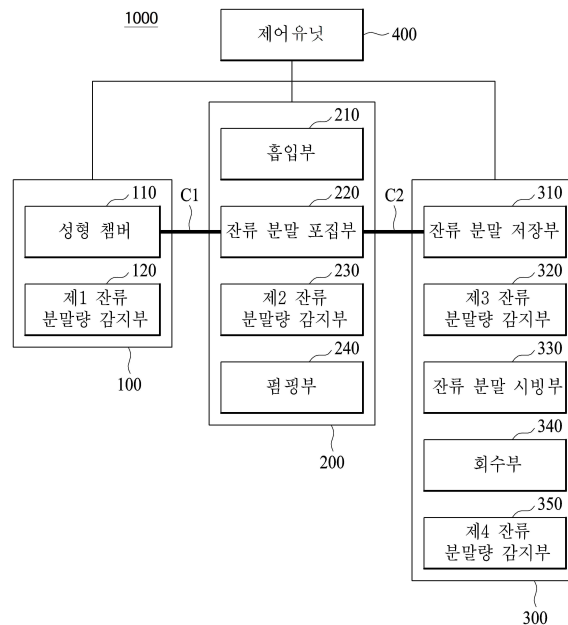 1000
제어유닛
400
210
흡입부
110
C1
220
C2
310
성형 챔버
잔류 분말 포집부
잔류 분말 저장부
120
230
320
제1 잔류
분말량 감지부
제2 잔류
분말량 감지부
제3 잔류
분말량 감지부
100
240
330
펌핑부
잔류 분말 시빙부
200
340
회수부
350
제4 잔류
분말량 감지부
300